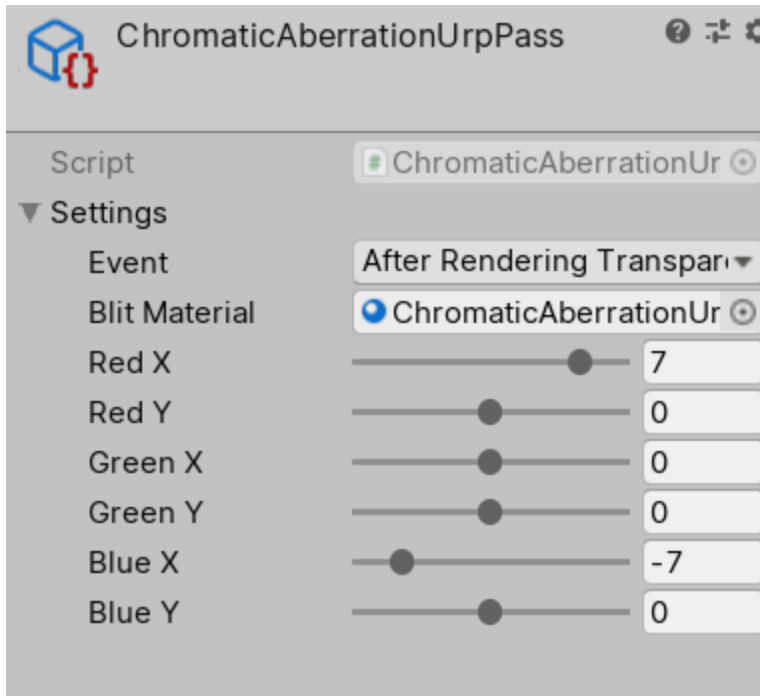 ChromaticAberrationUrpPass
Script ChromaticAberrationUr
Settings
Event After Rendering Transpar
Blit Material ChromaticAberrationUr
Red X 7
Red Y 0
Green X 0
Green Y 0
Blue X -7
Blue Y 0